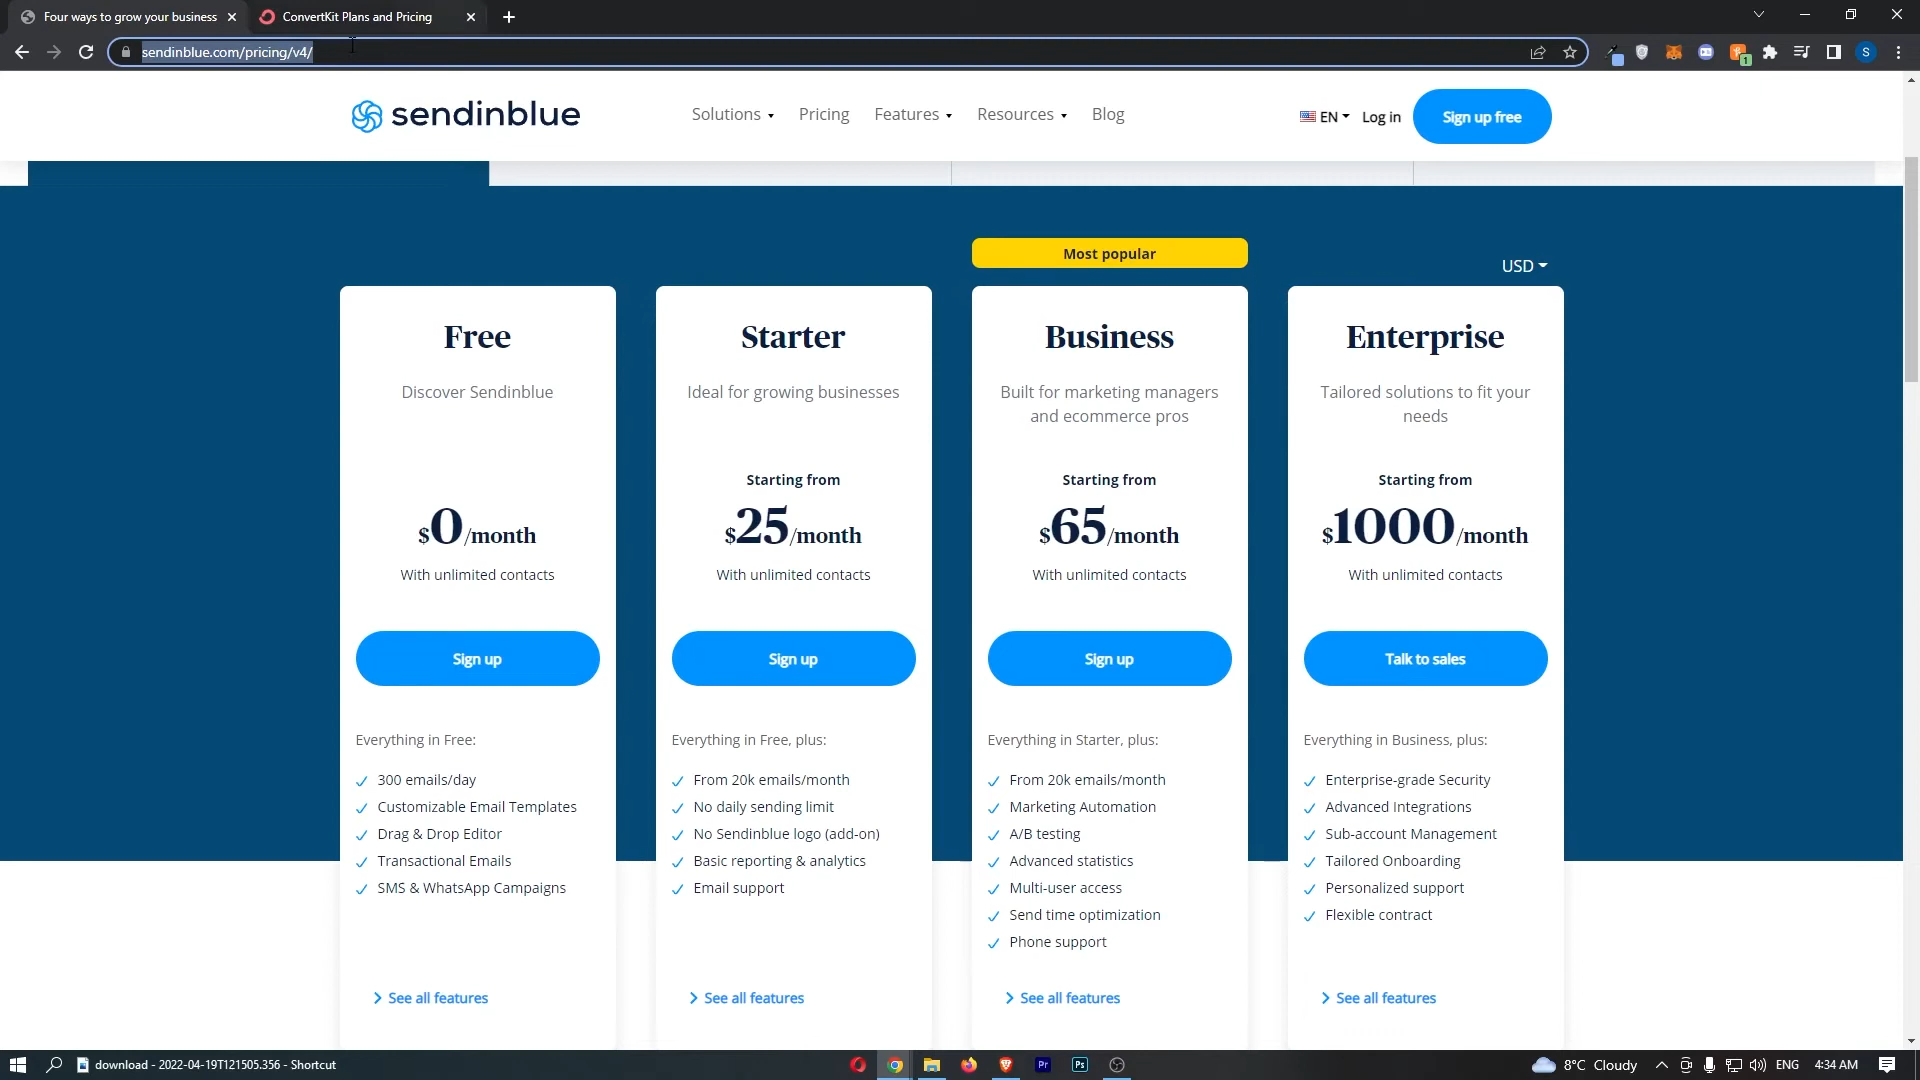 Four ways to grow your business
ConvertKit Plans and Pricing
sendinblue.com/pricing/v4/
1
S
sendinblue
Solutions
Pricing
Features
Resources
Blog
EN
Log in
Sign up free
Most popular
USD
Free
Discover Sendinblue
$0/month
With unlimited contacts
Sign up
Everything in Free:
300 emails/day
Customizable Email Templates
Drag & Drop Editor
Transactional Emails
SMS & WhatsApp Campaigns
See all features
Starter
Ideal for growing businesses
Starting from
$25/month
With unlimited contacts
Sign up
Everything in Free, plus:
From 20k emails/month
No daily sending limit
No Sendinblue logo (add-on)
Basic reporting & analytics
Email support
See all features
Business
Built for marketing managers
and ecommerce pros
Starting from
$65/month
With unlimited contacts
Sign up
Everything in Starter, plus:
From 20k emails/month
Marketing Automation
A/B testing
Advanced statistics
Multi-user access
Send time optimization
Phone support
See all features
Enterprise
Tailored solutions to fit your
needs
Starting from
$1000/month
With unlimited contacts
Talk to sales
Everything in Business, plus:
Enterprise-grade Security
Advanced Integrations
Sub-account Management
Tailored Onboarding
Personalized support
Flexible contract
See all features
download - 2022-04-19T121505.356 - Shortcut
Pr
Ps
8°C Cloudy
ENG
4:34 AM